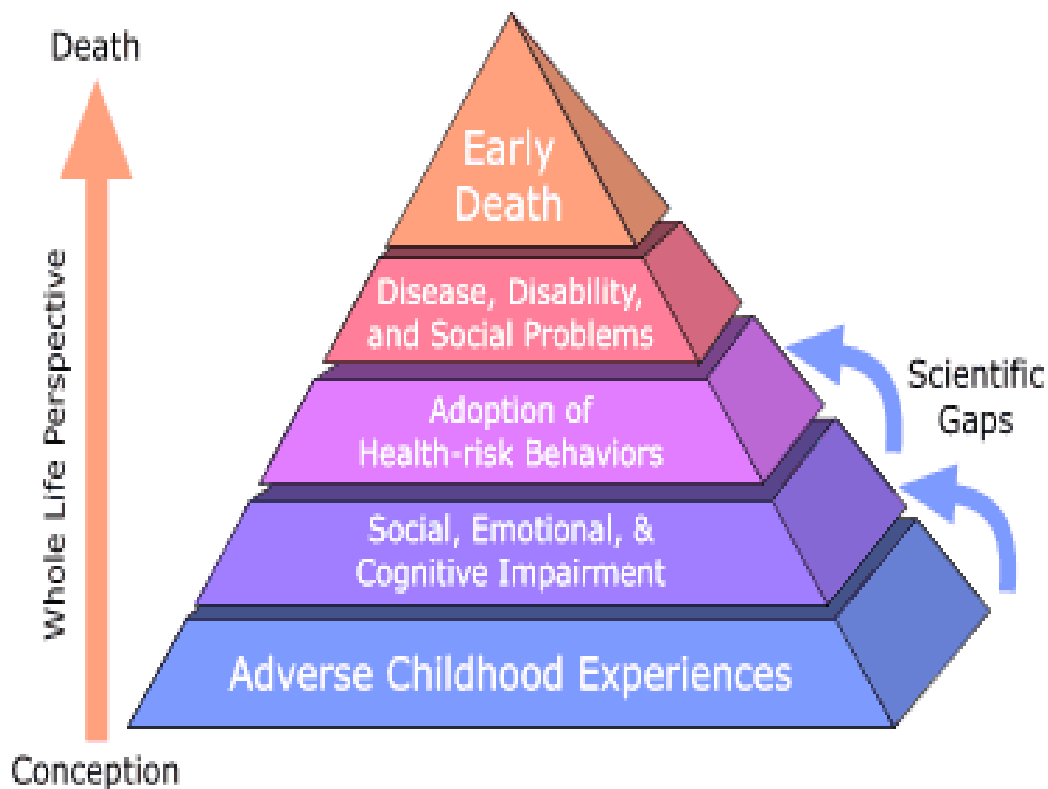 Death
Early
Death
Disease, Disability,
and Social Problems
Scientific
Gaps
Adoption of
Health-risk Behaviors
Social, Emotional, &
Cognitive Impairment
Adverse Childhood Experiences
Whole Life Perspective
Conception